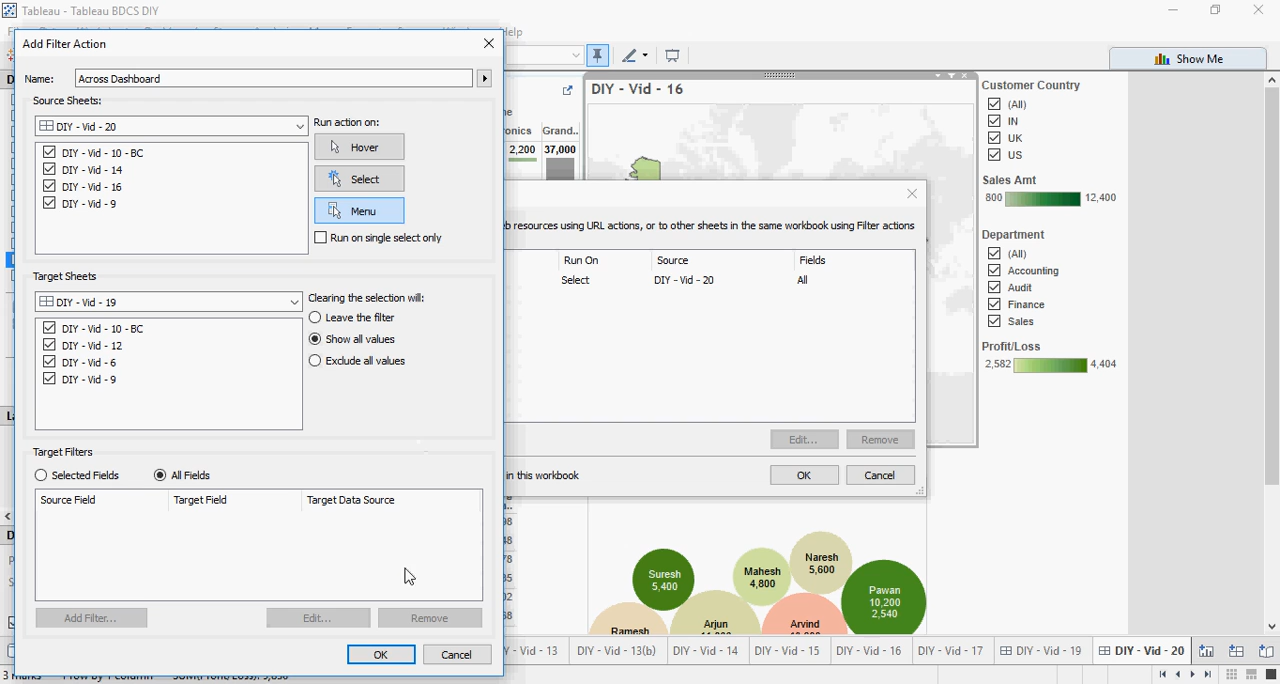 Tableau - Tableau BDCS DIY
Help
Add Filter Action
Name: Across Dashboard
Source Sheets:
DIY - Vid - 20
DIY - Vid - 10 - BC
DIY - Vid - 14
DIY - Vid - 16
DIY - Vid - 9
Run action on:
Hover
Select
Menu
Run on single select only
Target Sheets
DIY - Vid - 19
DIY - Vid - 10 - BC
DIY - Vid - 12
DIY - Vid - 6
DIY - Vid - 9
Clearing the selection will:
Leave the filter
Show all values
Exclude all values
Target Filters
Selected Fields
All Fields
Source Field Target Field Target Data Source
Add Filter... Edit... Remove
OK Cancel
Show Me
DIY - Vid - 16
onics Grand..
2,200 37,000
resources using URL actions, or to other sheets in the same workbook using Filter actions
Run On Source Fields
Select DIY - Vid - 20 All
Edit... Remove
in this workbook
OK Cancel
Customer Country
(All)
IN
UK
US
Sales Amt
800 12,400
Department
(All)
Accounting
Audit
Finance
Sales
Profit/Loss
2,582 4,404
Suresh
5,400
Mahesh
4,800
Naresh
5,600
Pawan
10,200
2,540
Ramesh
Arjun
Arvind
- 13 DIY - Vid - 13(b) DIY - Vid - 14 DIY - Vid - 15 DIY - Vid - 16 DIY - Vid - 17 DIY - Vid - 19 DIY - Vid - 20
3 marks 1 row by 1 column